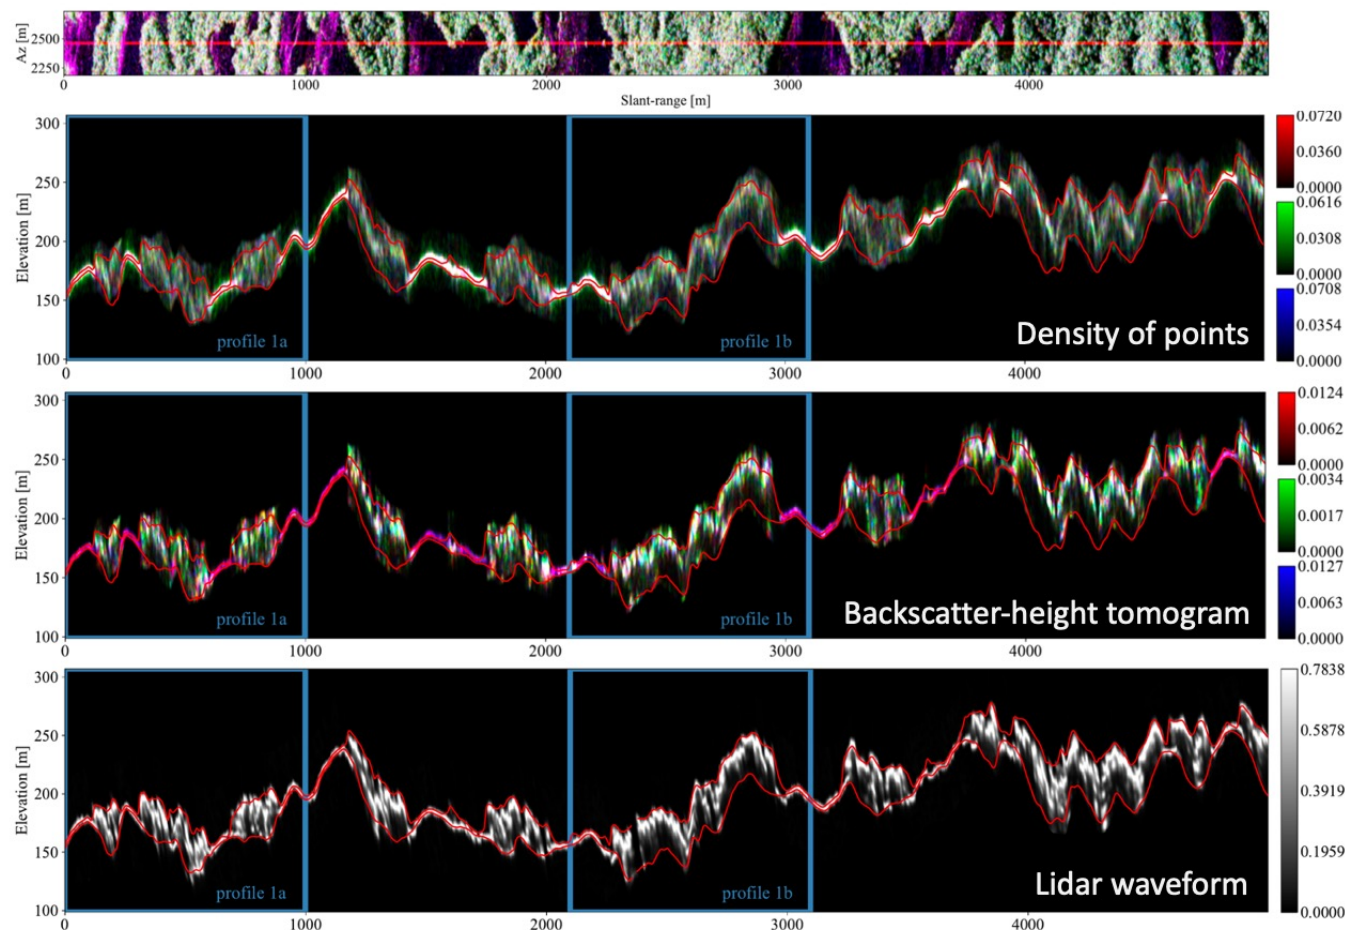 Az [m]
2500
2250
0 1000 2000 3000 4000
Slant-range [m]
Elevation [m]
300
250
200
150
100
profile 1a
profile 1b
Density of points
0.0720
0.0360
0.0000
0.0616
0.0308
0.0000
0.0708
0.0354
0.0000
0 1000 2000 3000 4000
Elevation [m]
300
250
200
150
100
profile 1a
profile 1b
Backscatter-height tomogram
0.0124
0.0062
0.0000
0.0034
0.0017
0.0000
0.0127
0.0063
0.0000
0 1000 2000 3000 4000
Elevation [m]
300
250
200
150
100
profile 1a
profile 1b
Lidar waveform
0.7838
0.5878
0.3919
0.1959
0.0000
0 1000 2000 3000 4000